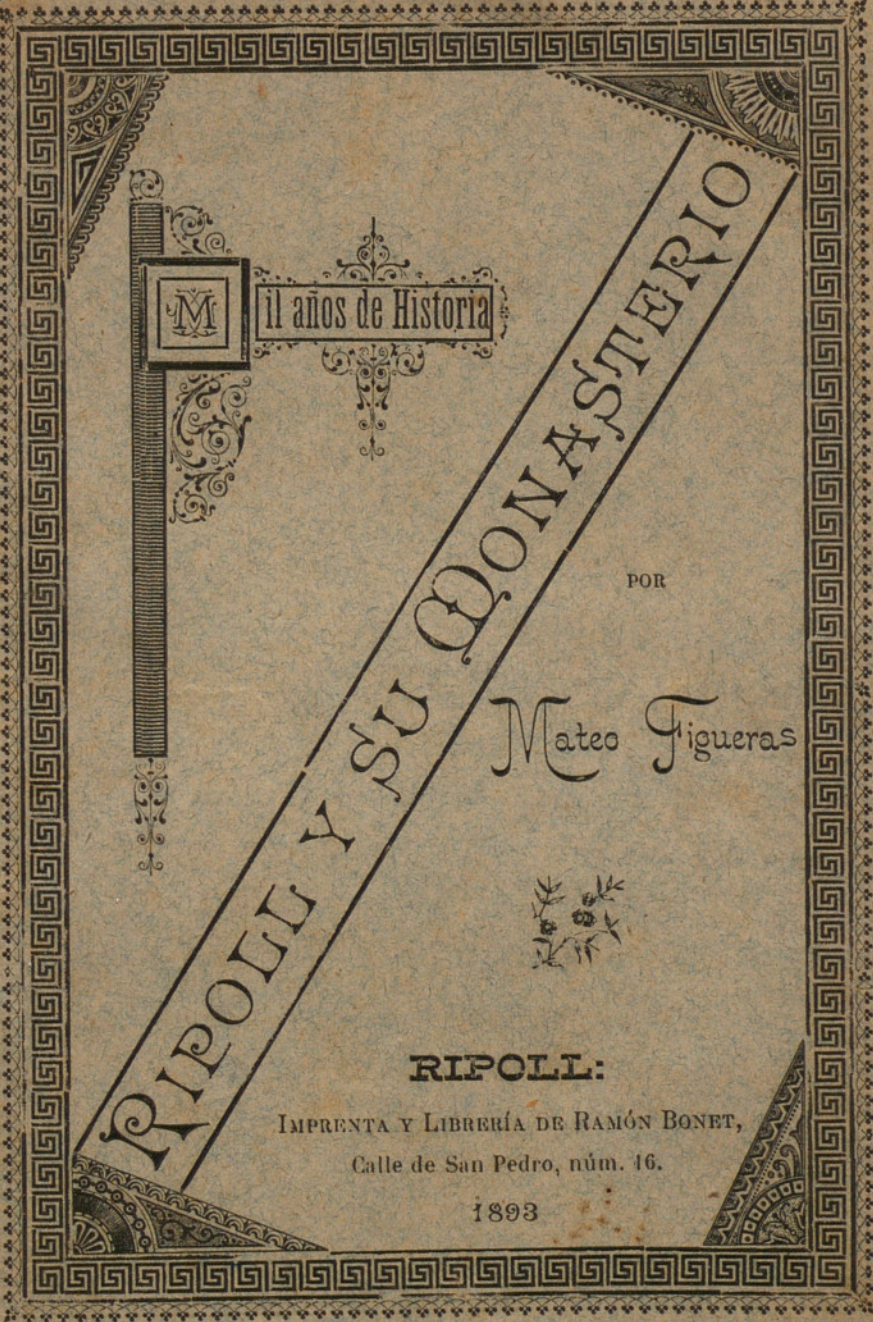 Mil años de Historia
RIPOLL Y SU MONASTERIO
POR
Mateo Figueras
RIPOLL:
IMPRENTA Y LIBRERÍA DE RAMÓN BONET,
Calle de San Pedro, núm. 16.
1893